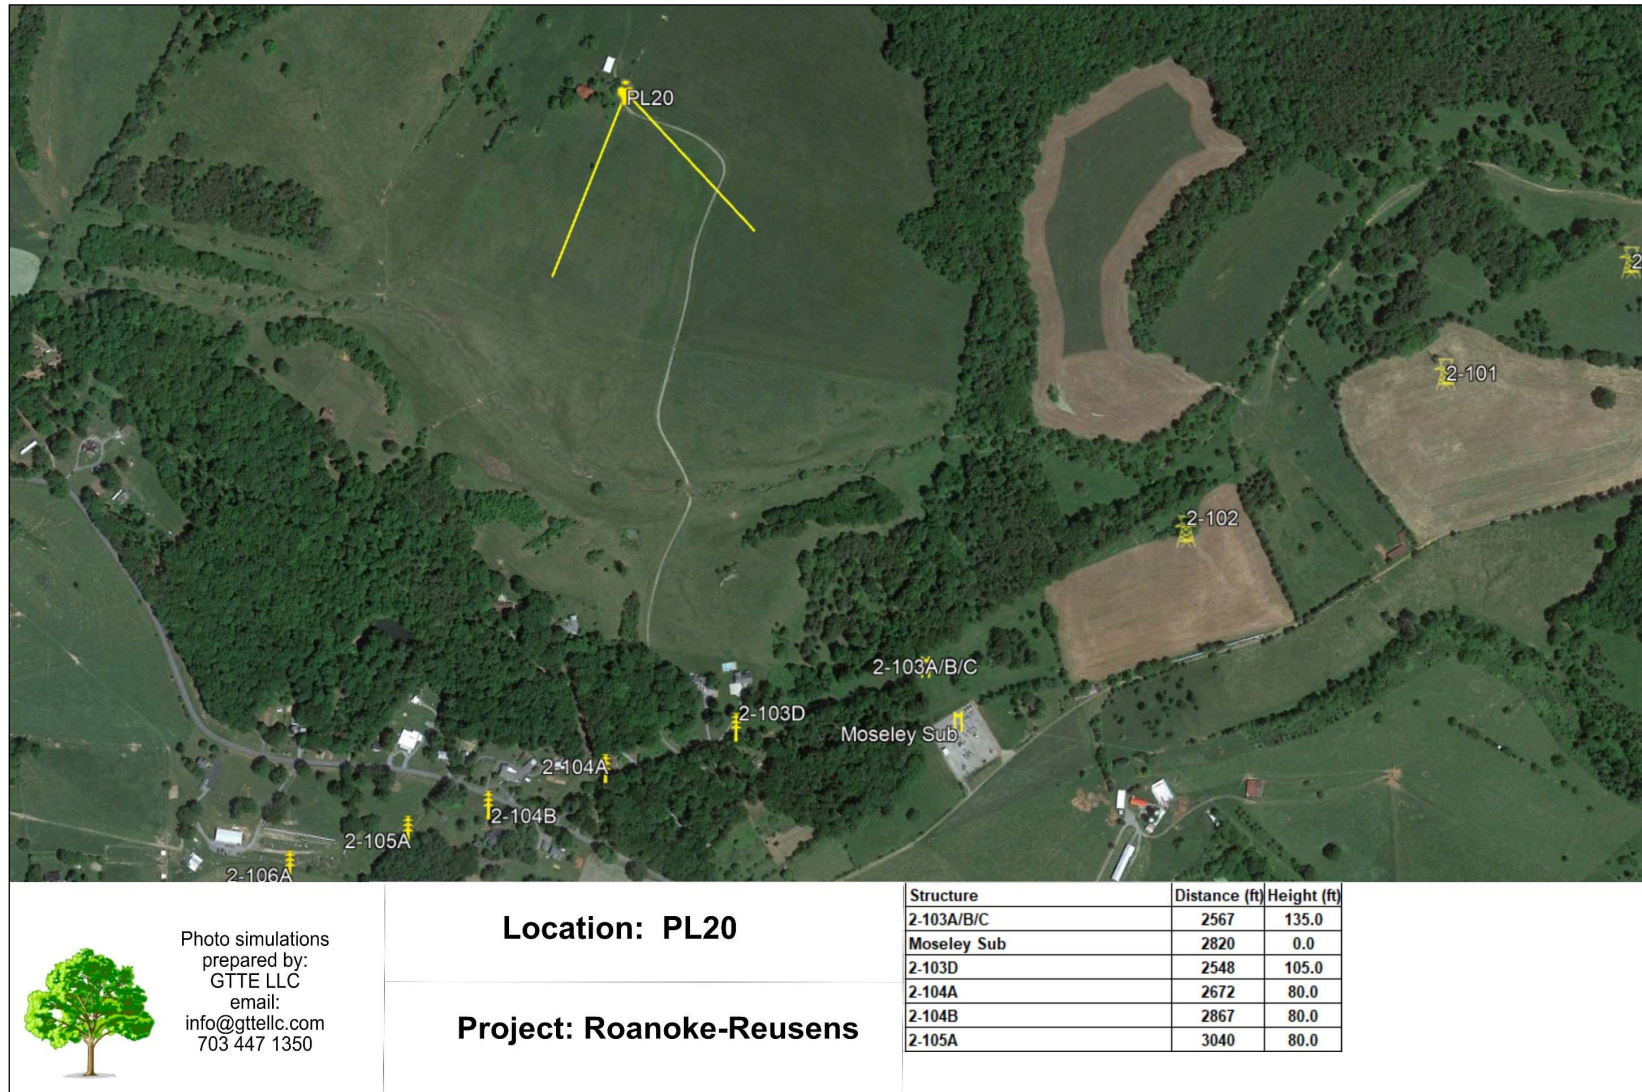 PL20
2
2-101
2-102
2-103A/B/C
2-103D
Moseley Sub
2-104A
2-104B
2-105A
2-106A
Photo simulations
prepared by:
GTTE LLC
email:
info@gttellc.com
703 447 1350
Location: PL20
Project: Roanoke-Reusens
Structure Distance (ft) Height (ft)
2-103A/B/C 2567 135.0
Moseley Sub 2820 0.0
2-103D 2548 105.0
2-104A 2672 80.0
2-104B 2867 80.0
2-105A 3040 80.0